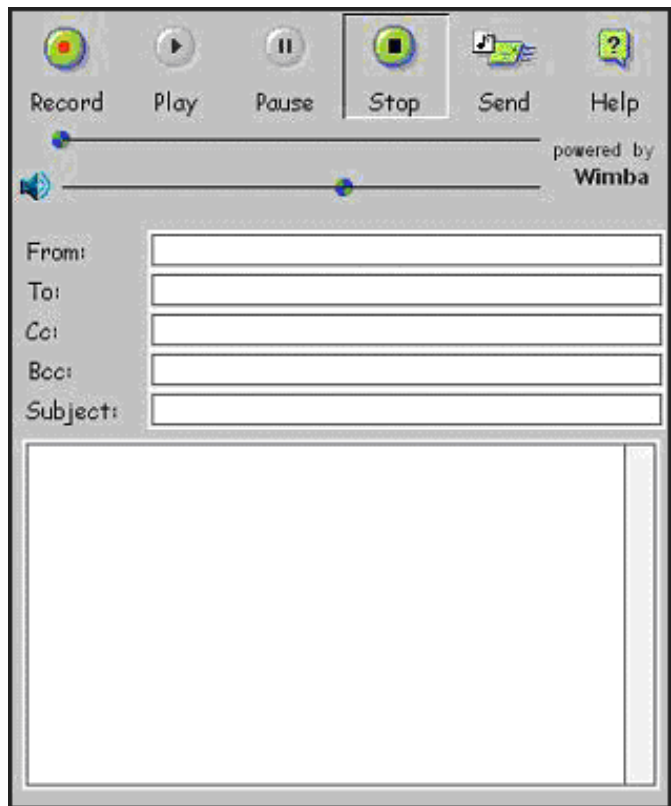 Record Play Pause Stop Send Help
powered by
Wimba
From:
To:
Cc:
Bcc:
Subject: